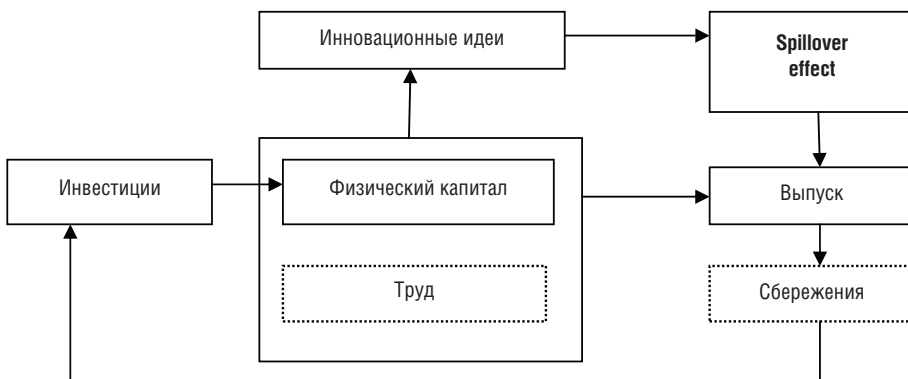 Инновационные идеи
Spillover
effect
Инвестиции
Физический капитал
Выпуск
Труд
Сбережения